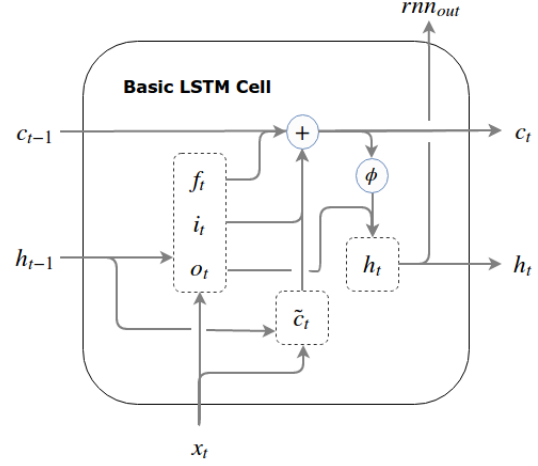 rnn_out
Basic LSTM Cell
c_{t−1}
+
c_t
f_t
ϕ
i_t
h_{t−1}
o_t
h_t
h_t
c̃_t
x_t